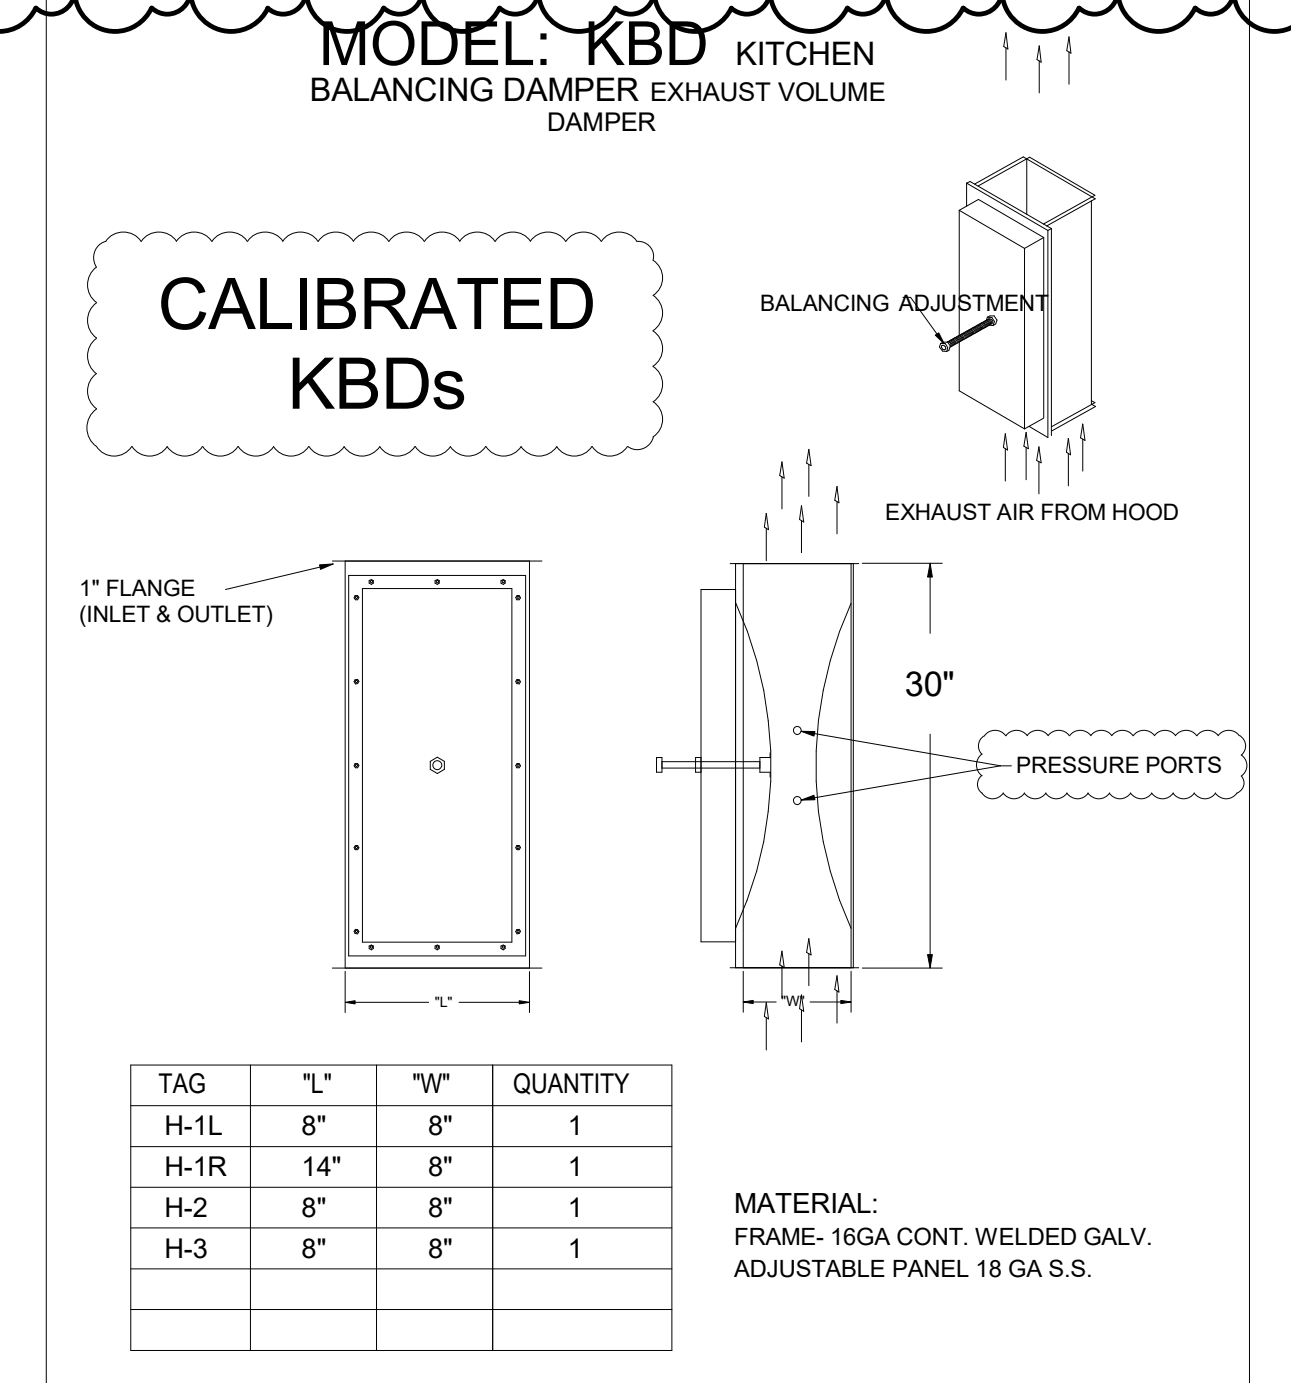 MODEL: KBD KITCHEN
BALANCING DAMPER EXHAUST VOLUME
DAMPER
CALIBRATED
KBDs
BALANCING ADJUSTMENT
EXHAUST AIR FROM HOOD
1" FLANGE
(INLET & OUTLET)
30"
PRESSURE PORTS
"L"
"W"
TAG "L" "W" QUANTITY
H-1L 8" 8" 1
H-1R 14" 8" 1
H-2 8" 8" 1
H-3 8" 8" 1
MATERIAL:
FRAME- 16GA CONT. WELDED GALV.
ADJUSTABLE PANEL 18 GA S.S.